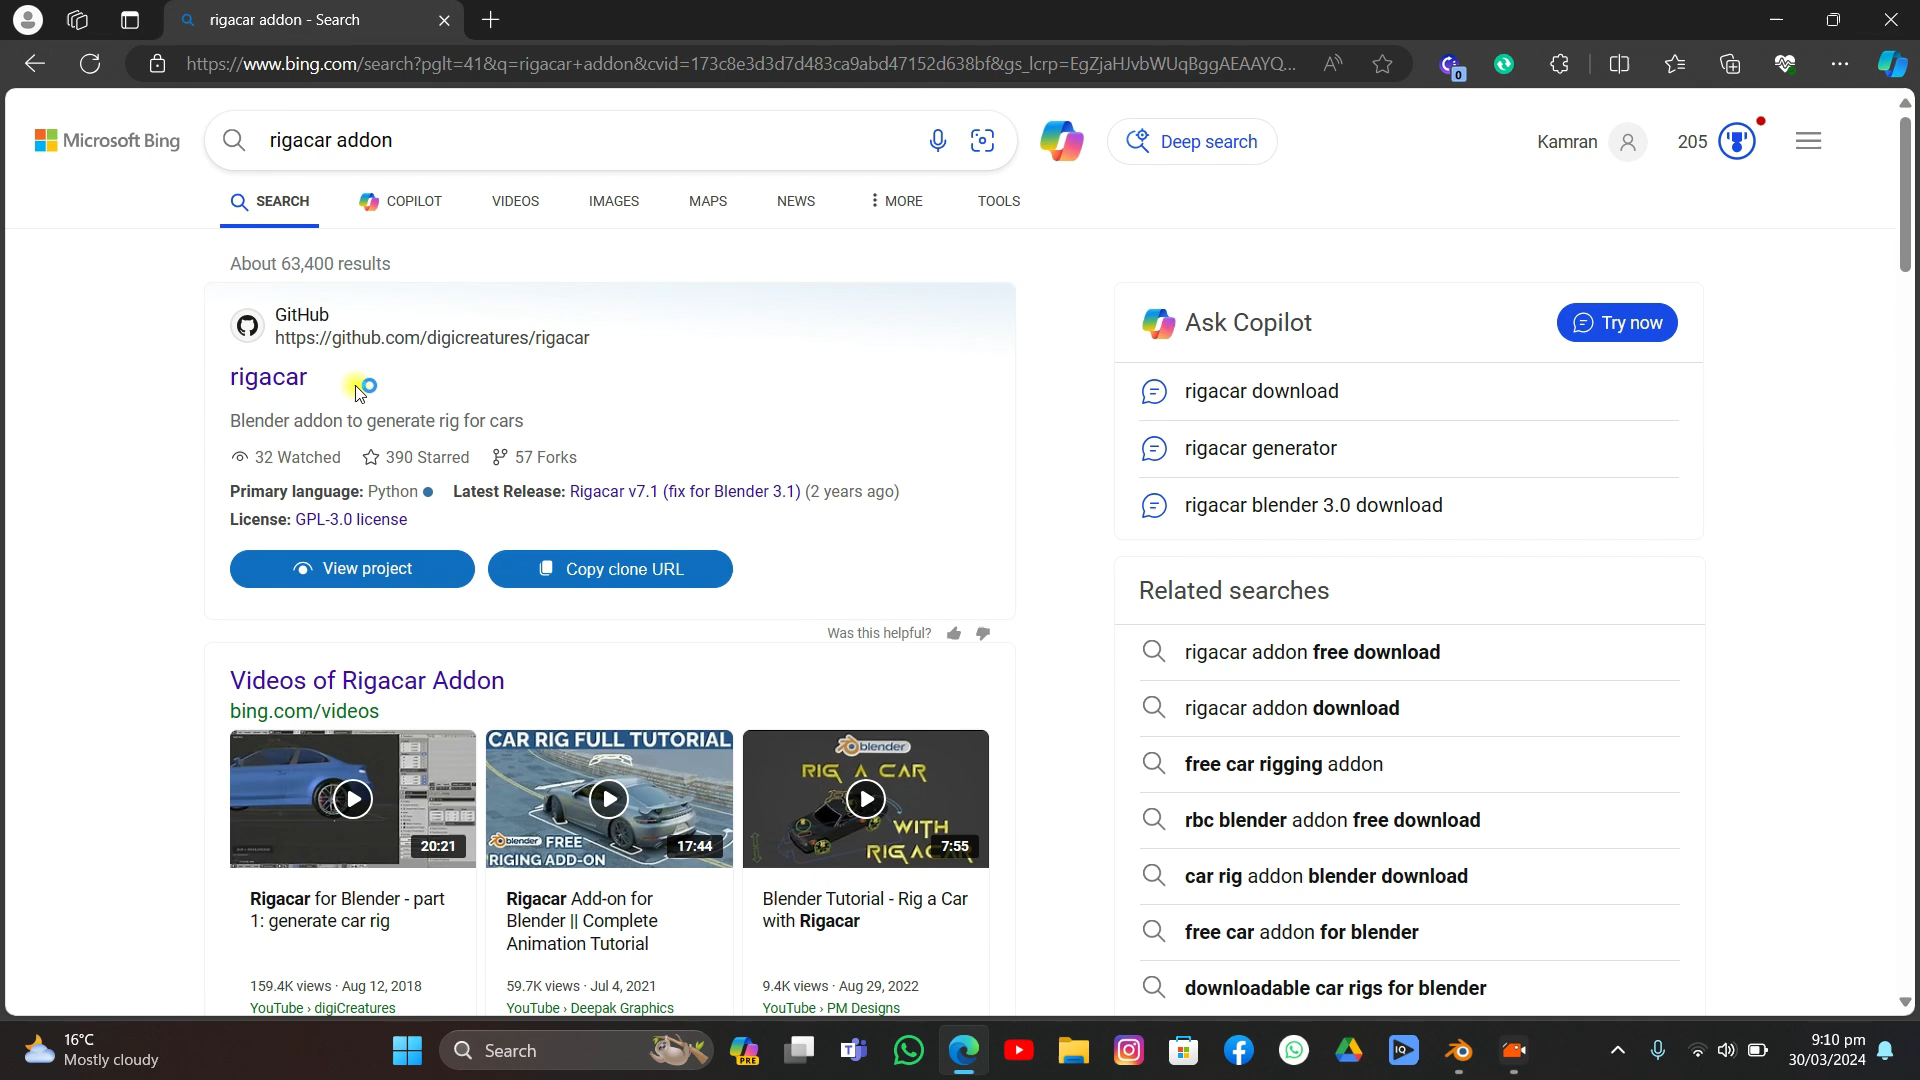 rigacar addon - Search
https://www.bing.com/search?pglt=41&q=rigacar+addon&cvid=173c8e3d3d7d483ca9abd47152d638bf&gs_lcrp=EgZjaHJvbWUqBggAEAAYQ...
0
Microsoft Bing
rigacar addon
Deep search
Kamran
205
SEARCH
COPILOT
VIDEOS
IMAGES
MAPS
NEWS
MORE
TOOLS
About 63,400 results
GitHub
https://github.com/digicreatures/rigacar
rigacar
Blender addon to generate rig for cars
32 Watched 390 Starred 57 Forks
Primary language: Python Latest Release: Rigacar v7.1 (fix for Blender 3.1) (2 years ago)
License: GPL-3.0 license
View project
Copy clone URL
Was this helpful?
Ask Copilot
Try now
rigacar download
rigacar generator
rigacar blender 3.0 download
Videos of Rigacar Addon
bing.com/videos
20:21
Rigacar for Blender - part
1: generate car rig
159.4K views · Aug 12, 2018
YouTube › digiCreatures
CAR RIG FULL TUTORIAL
blender FREE
RIGING ADD-ON
17:44
Rigacar Add-on for
Blender || Complete
Animation Tutorial
59.7K views · Jul 4, 2021
YouTube › Deepak Graphics
blender
RIG A CAR
WITH
7:55
Blender Tutorial - Rig a Car
with Rigacar
9.4K views · Aug 29, 2022
YouTube › PM Designs
Related searches
rigacar addon free download
rigacar addon download
free car rigging addon
rbc blender addon free download
car rig addon blender download
free car addon for blender
downloadable car rigs for blender
16°C
Mostly cloudy
Search
PRE
IQ
9:10 pm
30/03/2024